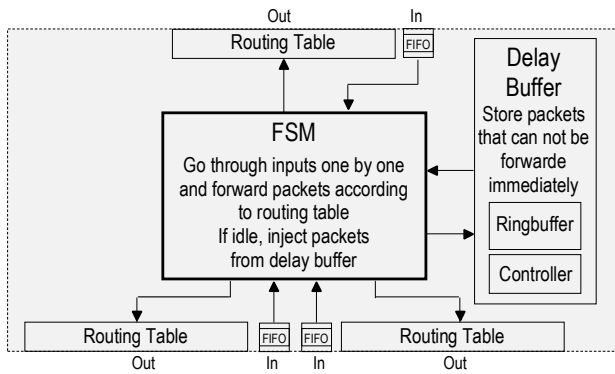 Out
In
Routing Table
FIFO
Delay
Buffer
Store packets
that can not be
forwarde
immediately
Ringbuffer
Controller
FSM
Go through inputs one by one
and forward packets according
to routing table
If idle, inject packets
from delay buffer
Routing Table
FIFO
FIFO
Routing Table
Out
In
In
Out